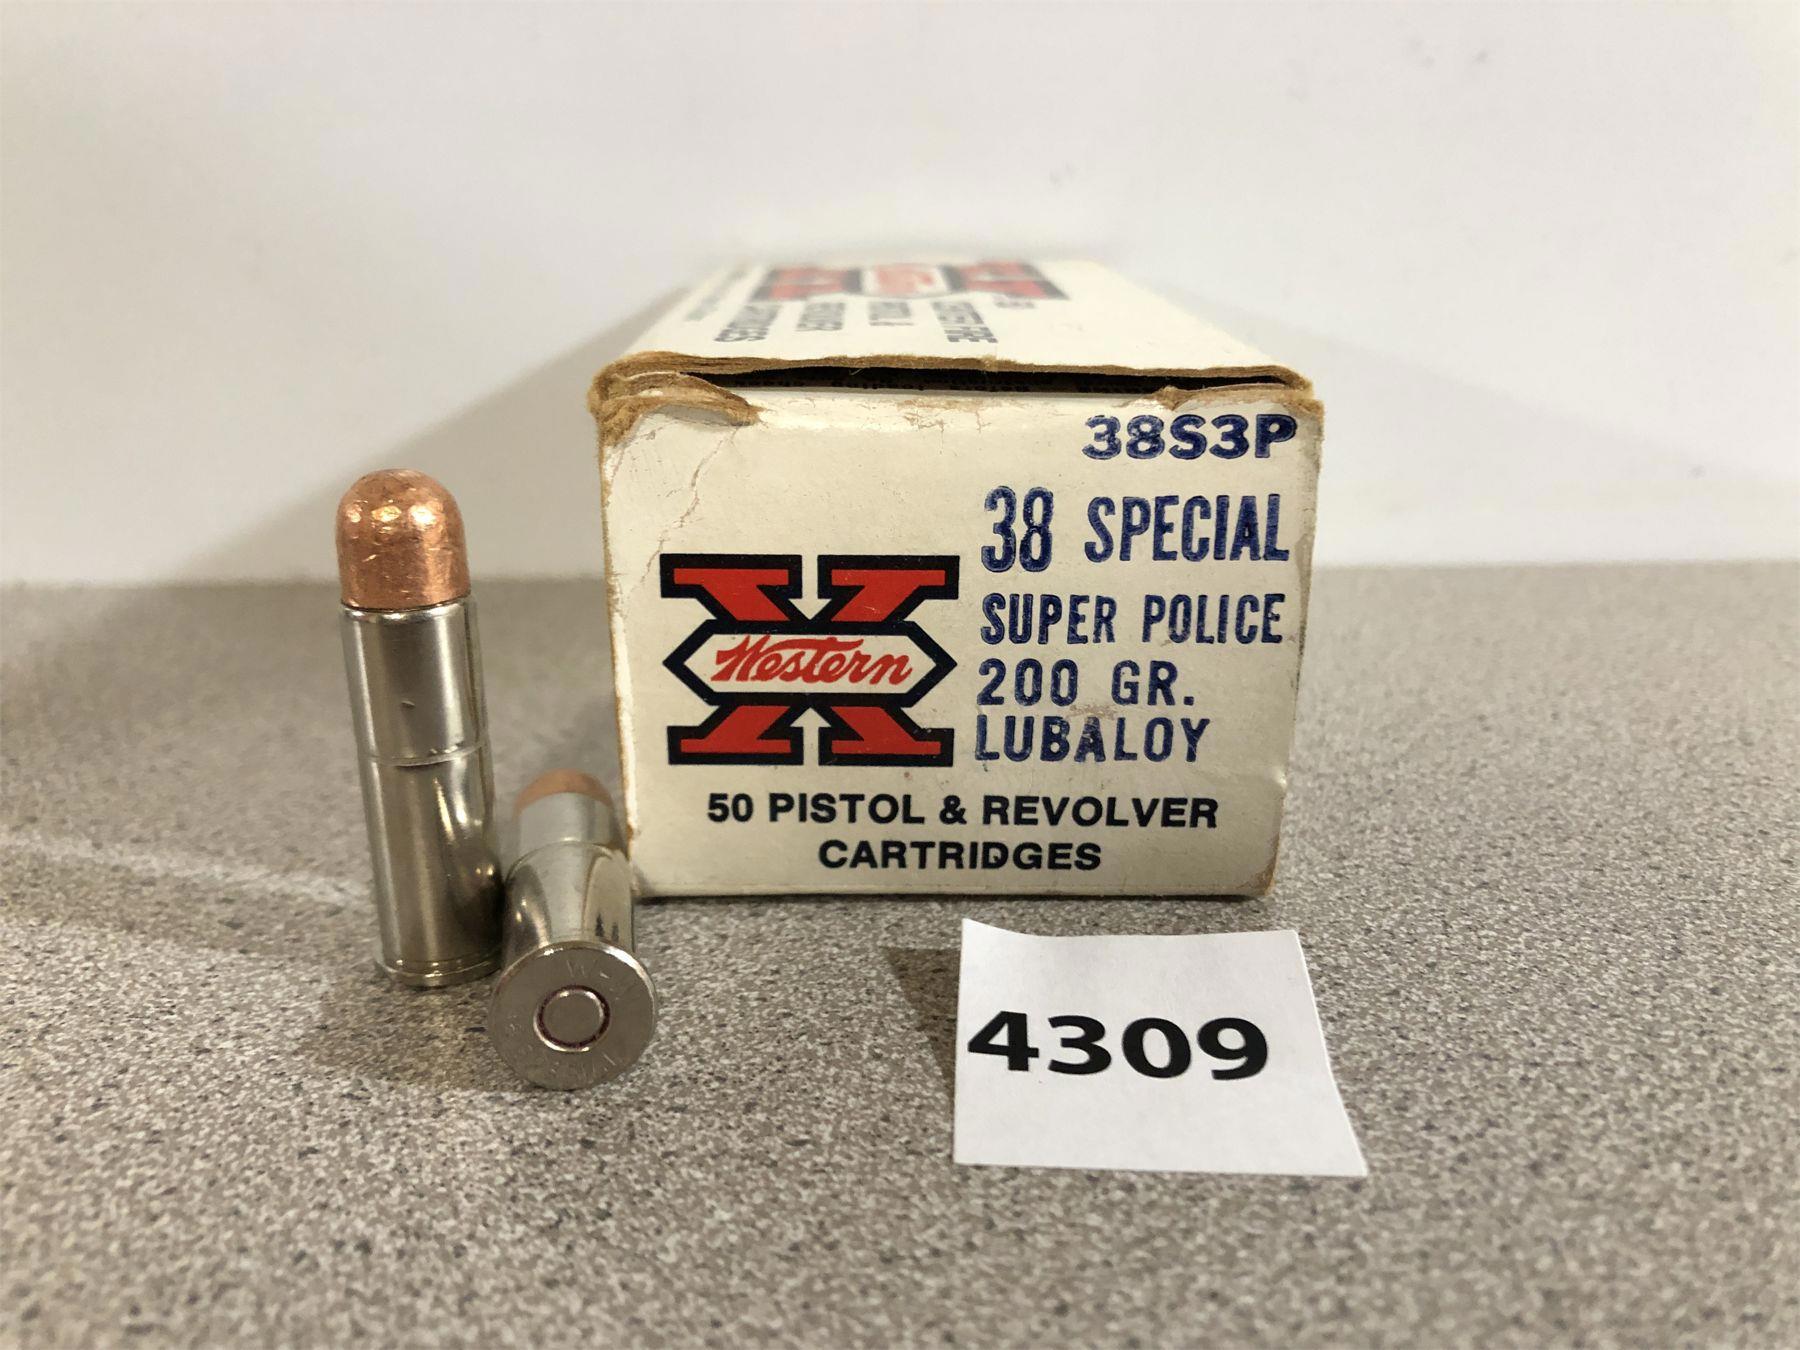 38S3P
38 SPECIAL
SUPER POLICE
200 GR.
LUBALOY
Western
50 PISTOL & REVOLVER
CARTRIDGES
4309
W-